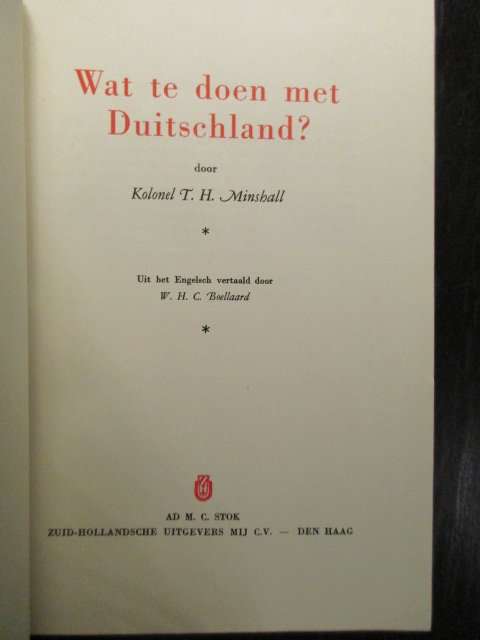 Wat te doen met
Duitschland?
door
Kolonel T. H. Minshall
*
Uit het Engelsch vertaald door
W. H. C. Boellaard
*
AD M. C. STOK
ZUID-HOLLANDSCHE UITGEVERS MIJ C.V. — DEN HAAG